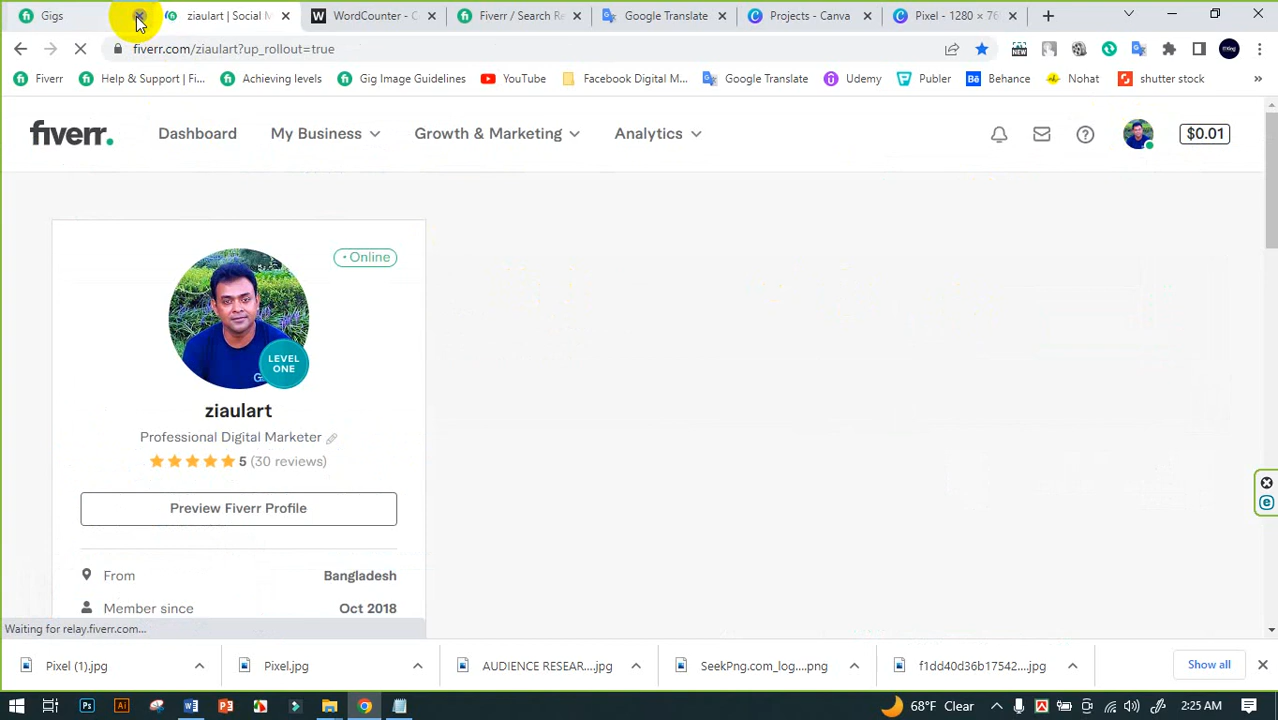 Gigs
ziaulart | Social M
WordCounter - C
Fiverr / Search Re
Google Translate
Projects - Canva
Pixel - 1280 × 76
fiverr.com/ziaulart?up_rollout=true
NEW
Fiverr
Help & Support | Fi...
Achieving levels
Gig Image Guidelines
YouTube
Facebook Digital M...
Google Translate
Udemy
Publer
Behance
Nohat
shutter stock
»
fiverr.
Dashboard
My Business
Growth & Marketing
Analytics
$0.01
• Online
LEVEL
ONE
ziaulart
Professional Digital Marketer
5 (30 reviews)
Preview Fiverr Profile
From Bangladesh
Member since Oct 2018
Waiting for relay.fiverr.com...
Pixel (1).jpg
Pixel.jpg
AUDIENCE RESEAR....jpg
SeekPng.com_log....png
f1dd40d36b17542....jpg
Show all
68°F Clear
2:25 AM